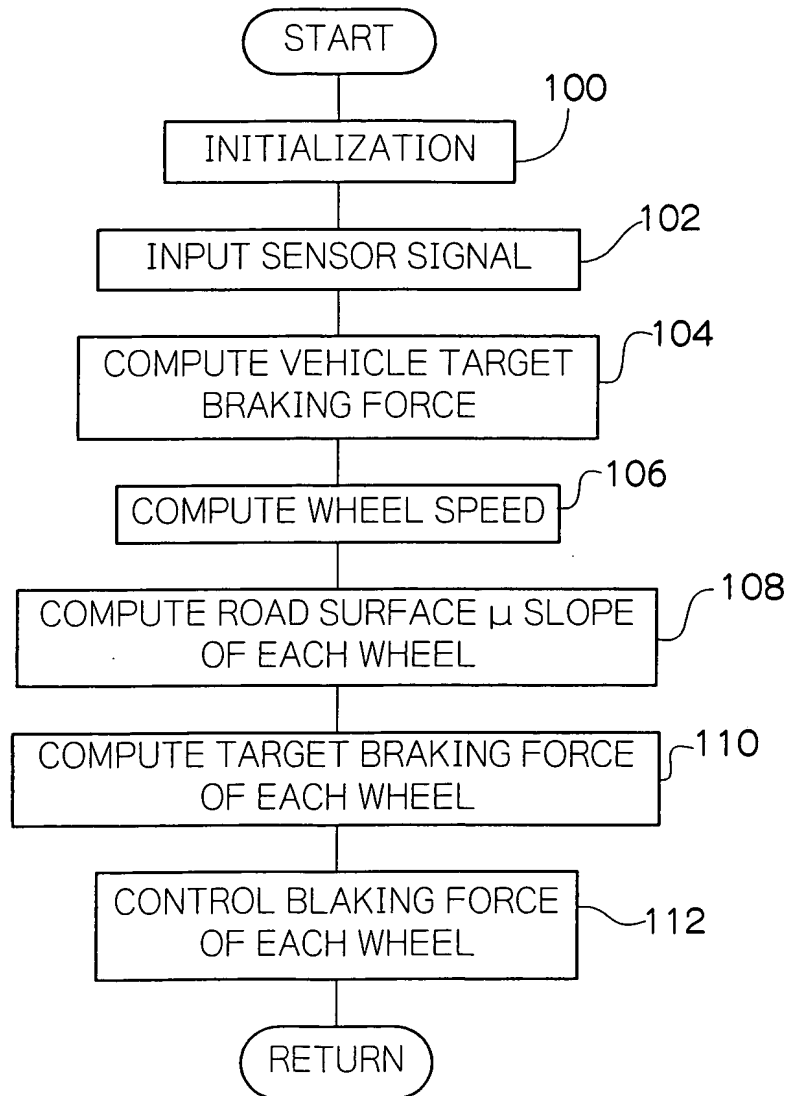 START
100
INITIALIZATION
102
INPUT SENSOR SIGNAL
104
COMPUTE VEHICLE TARGET
BRAKING FORCE
106
COMPUTE WHEEL SPEED
108
COMPUTE ROAD SURFACE μ SLOPE
OF EACH WHEEL
110
COMPUTE TARGET BRAKING FORCE
OF EACH WHEEL
CONTROL BLAKING FORCE
OF EACH WHEEL
112
RETURN